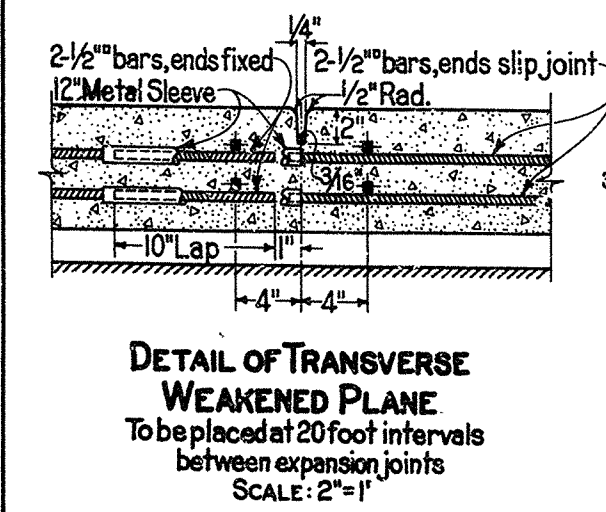 1/4"
2-1/2"□ bars, ends fixed
2-1/2"□ bars, ends slip joint
12" Metal Sleeve
1/2" Rad.
2"
3/16"
10" Lap
1"
4"
4"
DETAIL OF TRANSVERSE
WEAKENED PLANE
To be placed at 20 foot intervals
between expansion joints
SCALE: 2"=1'